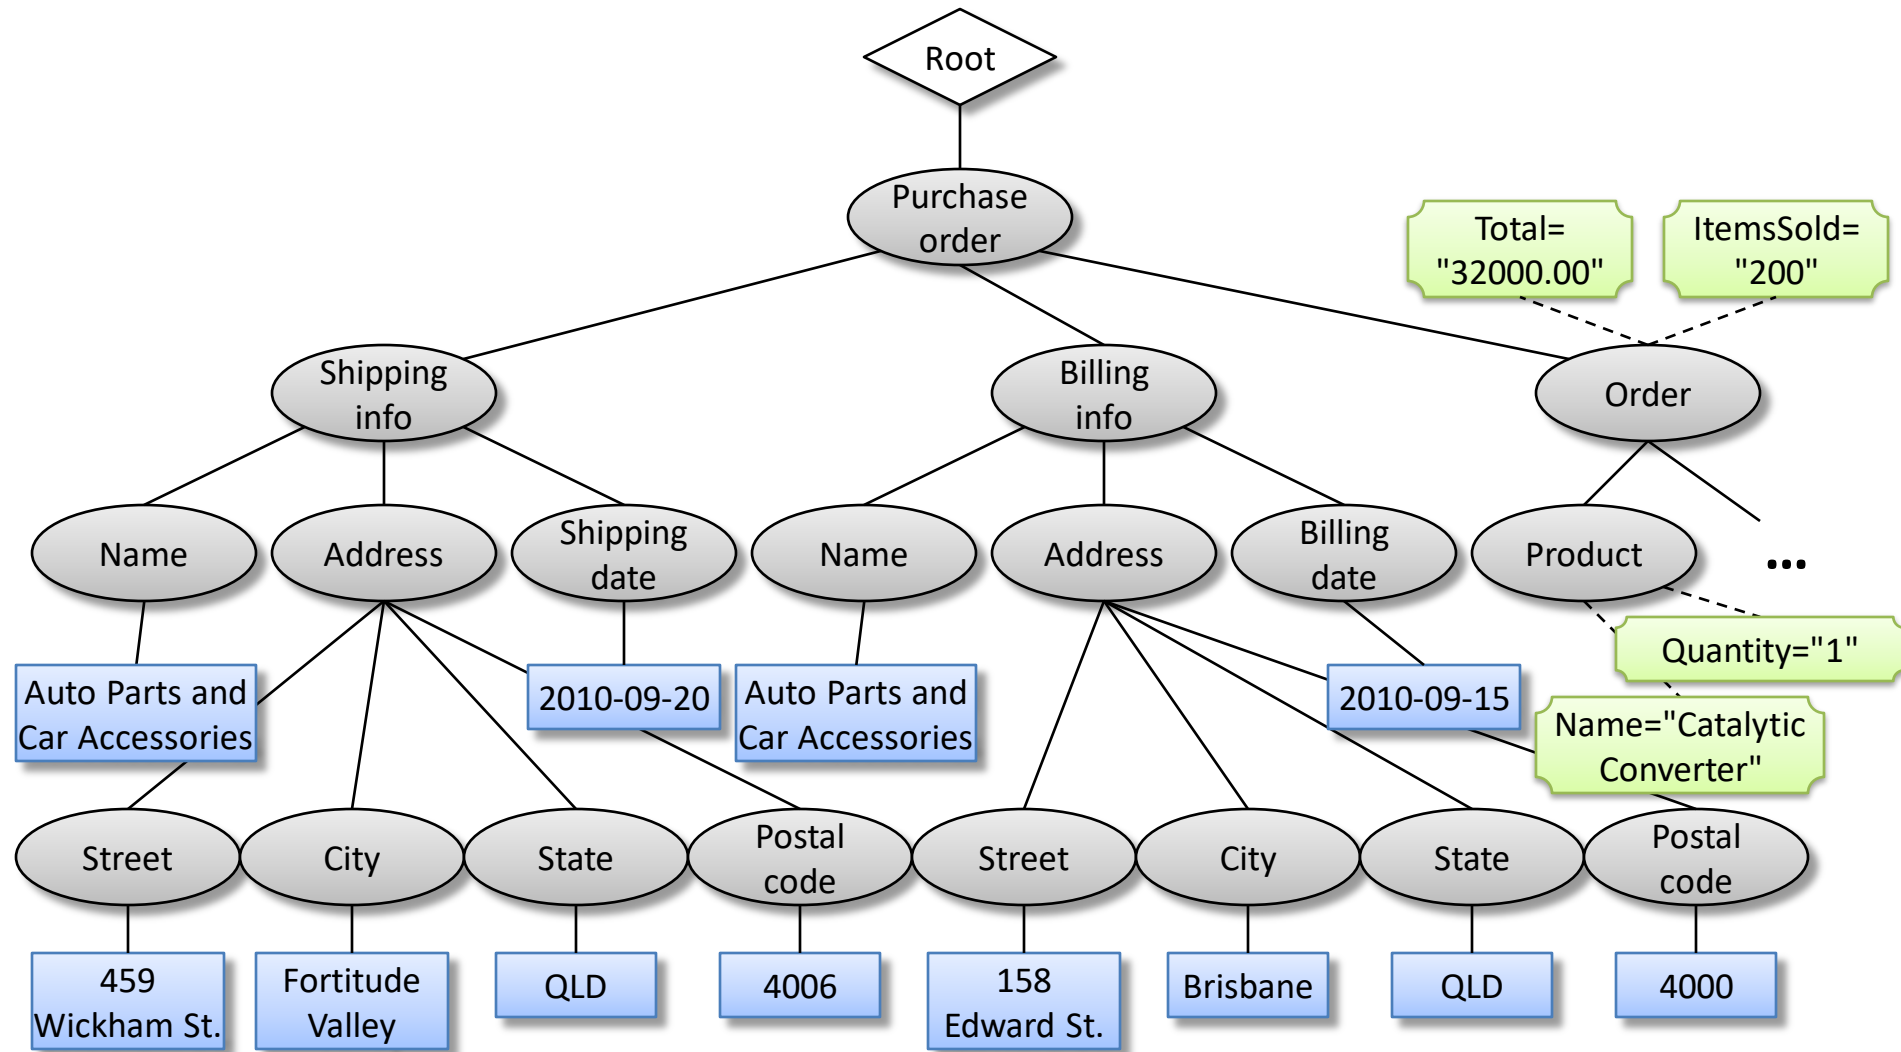 Root
Purchase
order
Total=
"32000.00"
ItemsSold=
"200"
Shipping
info
Billing
info
Order
Name
Address
Shipping
date
Name
Address
Billing
date
Product
...
Auto Parts and
Car Accessories
2010-09-20
Auto Parts and
Car Accessories
2010-09-15
Quantity="1"
Name="Catalytic
Converter"
Street
City
State
Postal
code
Street
City
State
Postal
code
459
Wickham St.
Fortitude
Valley
QLD
4006
158
Edward St.
Brisbane
QLD
4000